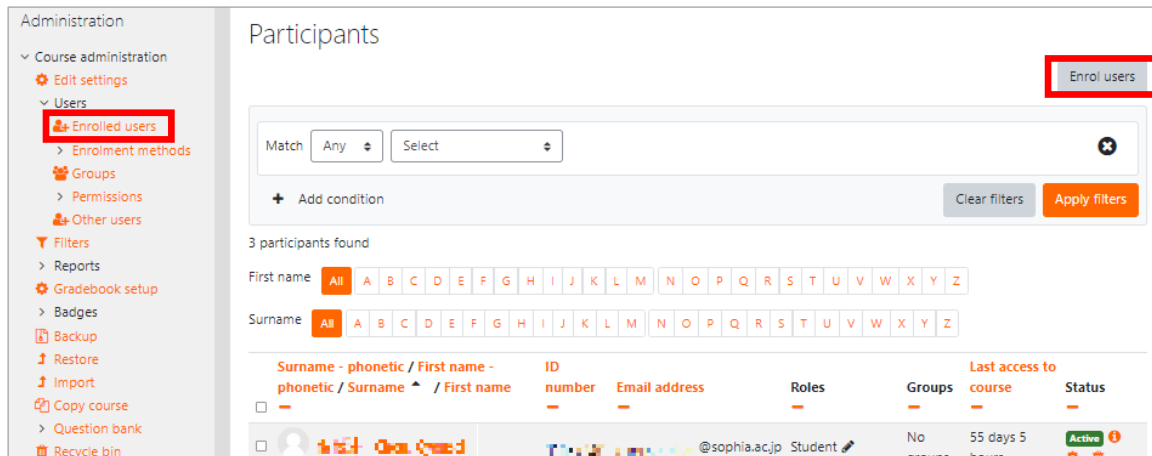 Administration
Course administration
Edit settings
Users
Enrolled users
Enrolment methods
Groups
Permissions
Other users
Filters
Reports
Gradebook setup
Badges
Backup
Restore
Import
Copy course
Question bank
Recycle bin
Participants
Enrol users
Match Any Select
+ Add condition Clear filters Apply filters
3 participants found
First name All A B C D E F G H I J K L M N O P Q R S T U V W X Y Z
Surname All A B C D E F G H I J K L M N O P Q R S T U V W X Y Z
Surname - phonetic / First name - phonetic / Surname / First name
ID number
Email address
Roles
Groups
Last access to course
Status
@sophia.ac.jp Student No groups 55 days 5 hours Active